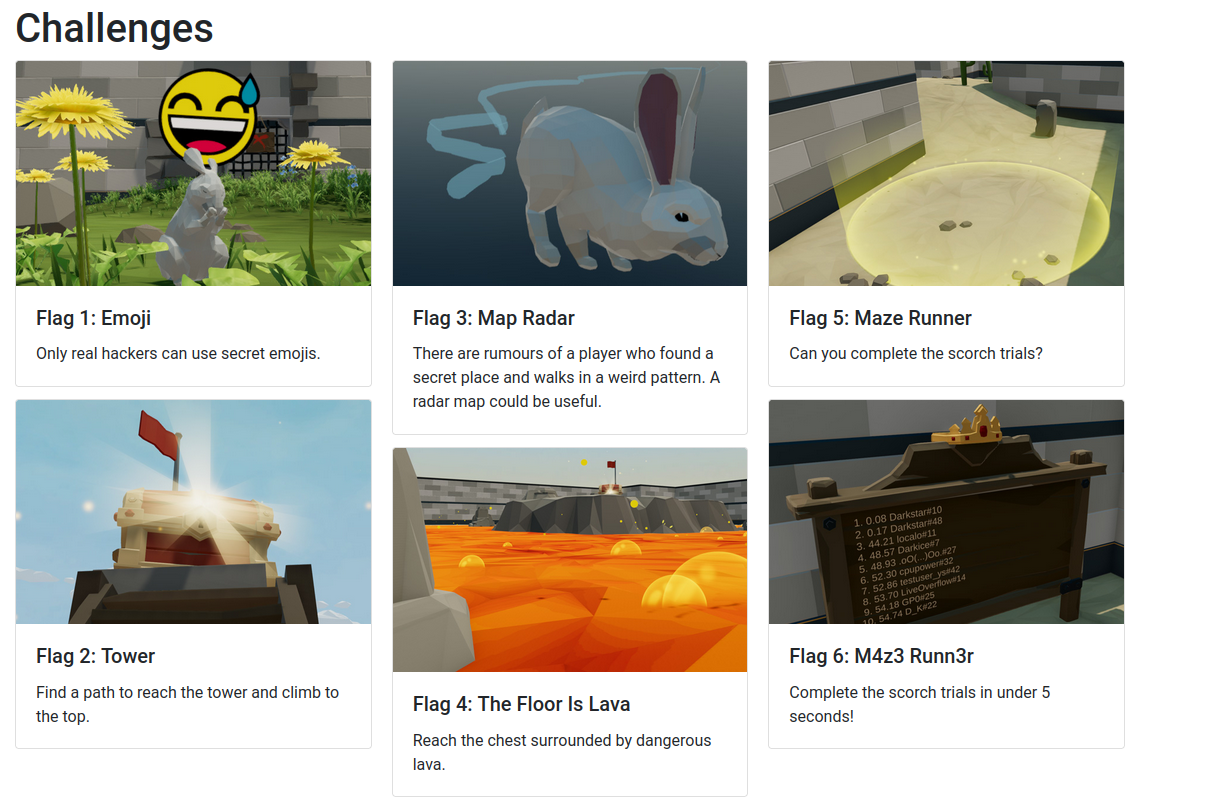 Challenges
Flag 1: Emoji
Only real hackers can use secret emojis.
Flag 2: Tower
Find a path to reach the tower and climb to
the top.
Flag 3: Map Radar
There are rumours of a player who found a
secret place and walks in a weird pattern. A
radar map could be useful.
Flag 4: The Floor Is Lava
Reach the chest surrounded by dangerous
lava.
Flag 5: Maze Runner
Can you complete the scorch trials?
1. 0.08 Darkstar#10
2. 0.17 Darkstar#48
3. 44.21 localo#11
4. 48.57 Darkice#7
5. 48.93 .oO(...)Oo.#27
6. 52.30 cpupower#32
7. 52.86 testuser_ys#42
8. 53.70 LiveOverflow#14
9. 54.18 GP0#25
10. 54.74 D_K#22
Flag 6: M4z3 Runn3r
Complete the scorch trials in under 5
seconds!